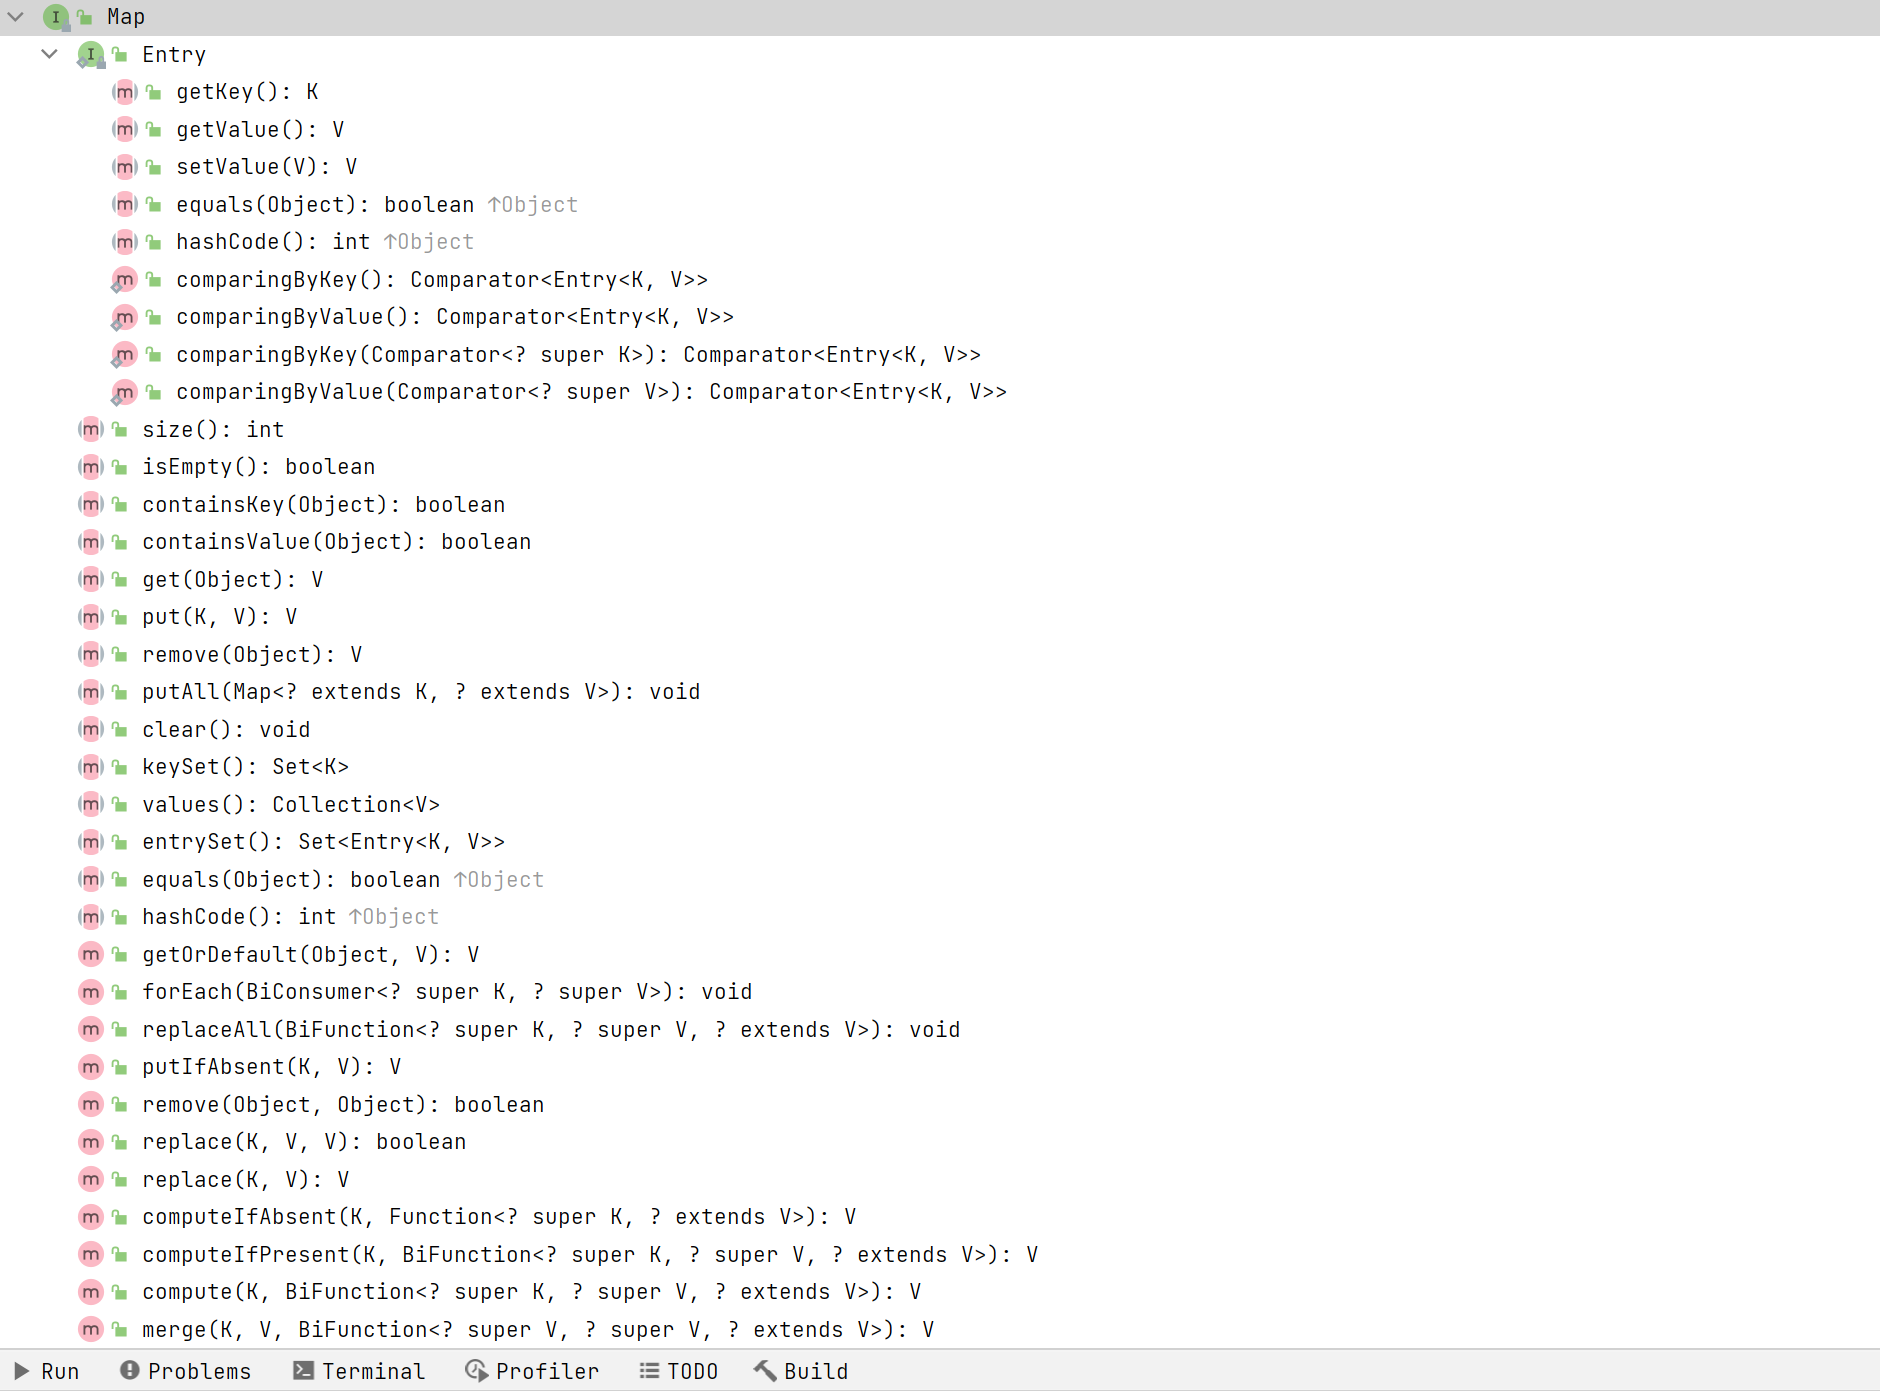 Map
Entry
getKey(): K
getValue(): V
setValue(V): V
equals(Object): boolean ↑Object
hashCode(): int ↑Object
comparingByKey(): Comparator<Entry<K, V>>
comparingByValue(): Comparator<Entry<K, V>>
comparingByKey(Comparator<? super K>): Comparator<Entry<K, V>>
comparingByValue(Comparator<? super V>): Comparator<Entry<K, V>>
size(): int
isEmpty(): boolean
containsKey(Object): boolean
containsValue(Object): boolean
get(Object): V
put(K, V): V
remove(Object): V
putAll(Map<? extends K, ? extends V>): void
clear(): void
keySet(): Set<K>
values(): Collection<V>
entrySet(): Set<Entry<K, V>>
equals(Object): boolean ↑Object
hashCode(): int ↑Object
getOrDefault(Object, V): V
forEach(BiConsumer<? super K, ? super V>): void
replaceAll(BiFunction<? super K, ? super V, ? extends V>): void
putIfAbsent(K, V): V
remove(Object, Object): boolean
replace(K, V, V): boolean
replace(K, V): V
computeIfAbsent(K, Function<? super K, ? extends V>): V
computeIfPresent(K, BiFunction<? super K, ? super V, ? extends V>): V
compute(K, BiFunction<? super K, ? super V, ? extends V>): V
merge(K, V, BiFunction<? super V, ? super V, ? extends V>): V
Run Problems Terminal Profiler TODO Build